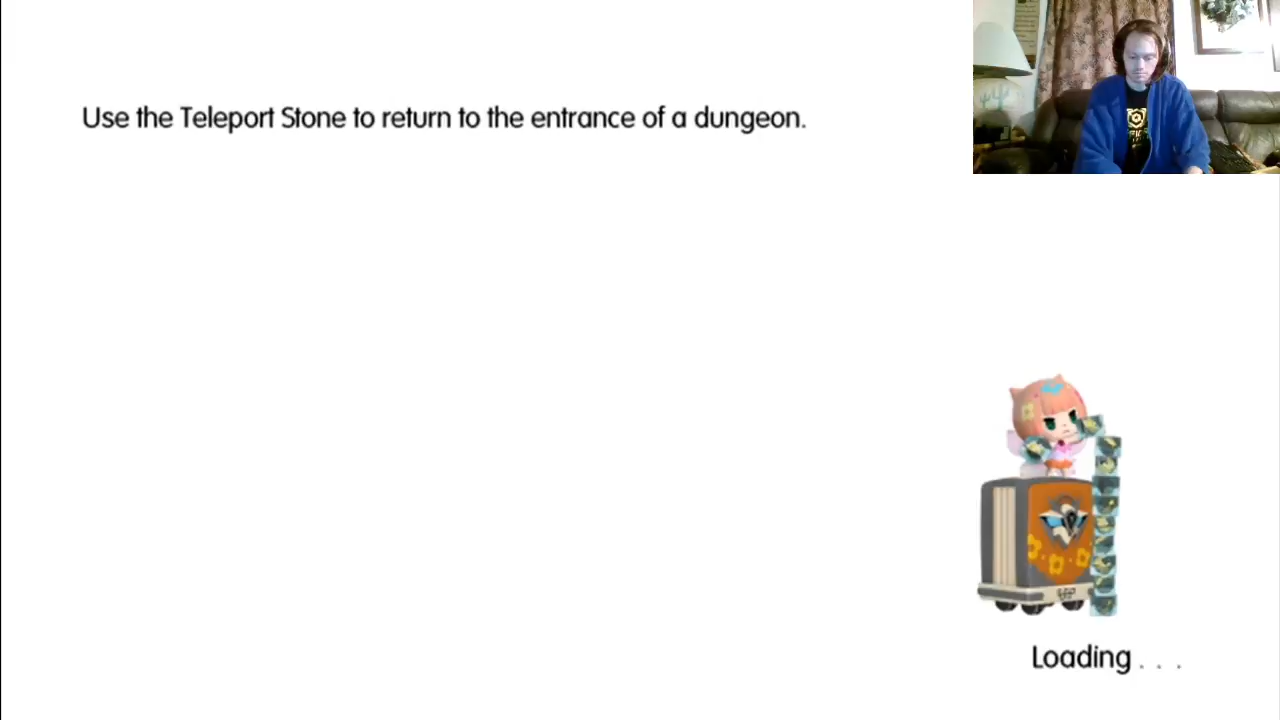 Use the Teleport Stone to return to the entrance of a dungeon.
Loading . . .